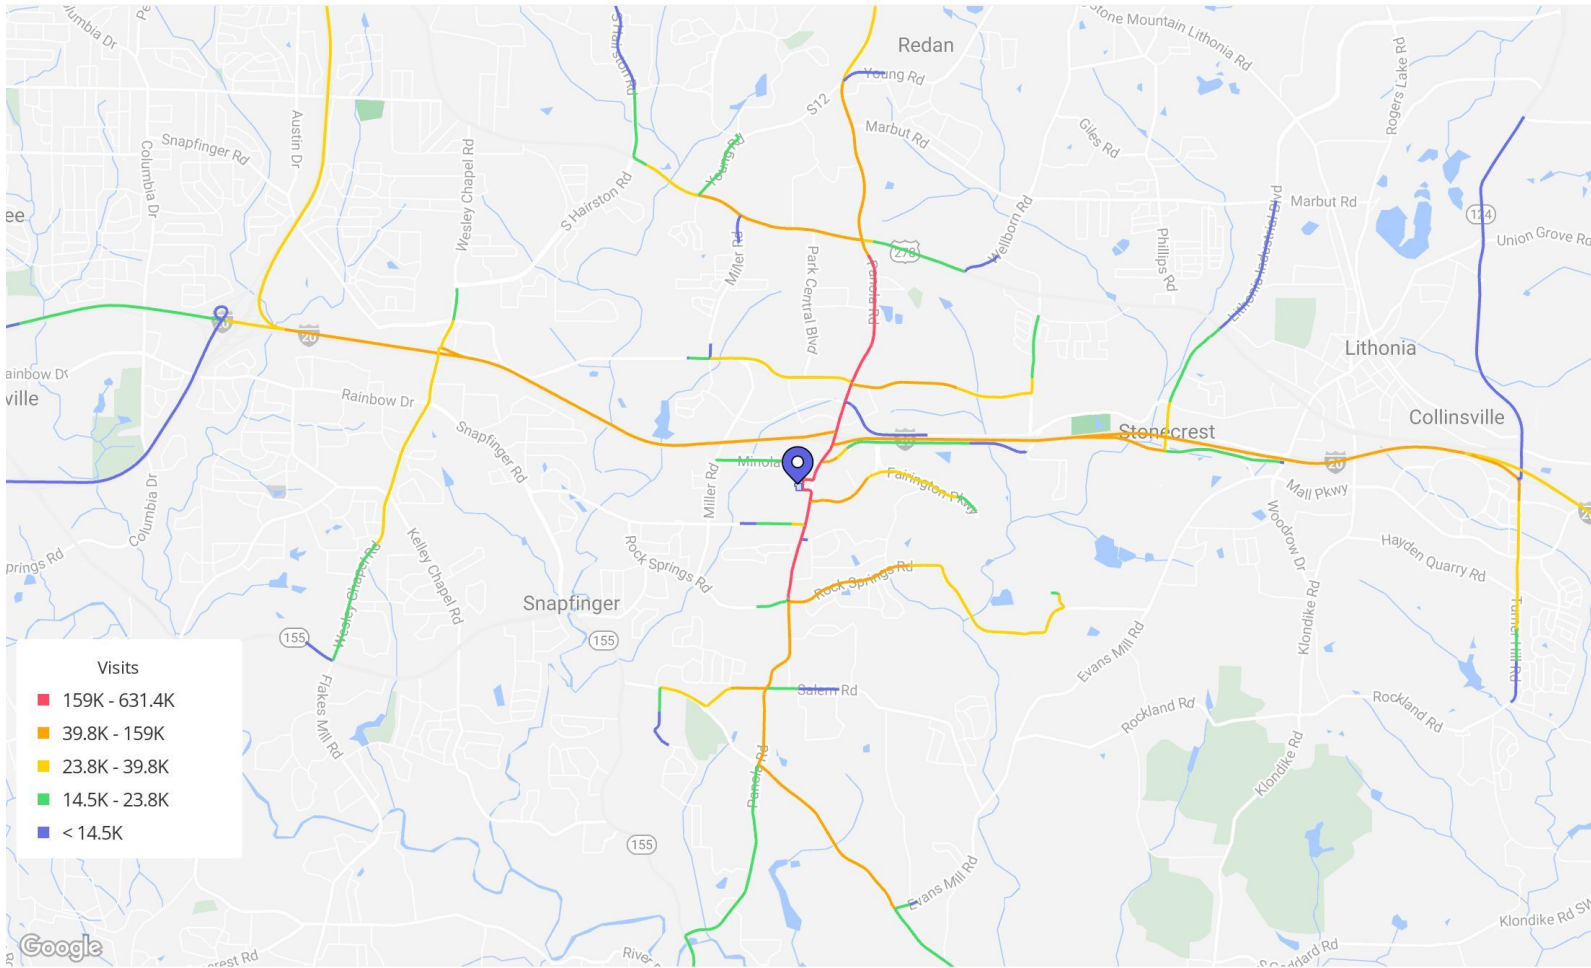 Redan
Stone Mountain Lithonia Rd
Rogers Lake Rd
S Hairston Rd
Young Rd
S12
Columbia Dr
Austin Dr
Snapfinger Rd
Wesley Chapel Rd
Young Rd
Marbut Rd
Giles Rd
S Hairston Rd
Wellborn Rd
Marbut Rd
124
Union Grove Rd
Lithonia Industrial Blvd
Phillips Rd
278
Miller Rd
Park Central Blvd
Panola Rd
20
20
Lithonia
Rainbow Dr
Collinsville
Stonecrest
20
Snapfinger Rd
Miller Rd
Fairington Pkwy
Mall Pkwy
Columbia Dr
Woodrow Dr
Kelley Chapel Rd
Rock Springs Rd
Rock Springs Rd
Hayden Quarry Rd
Wesley Chapel Rd
Snapfinger
155
155
Klondike Rd
Turner Hill Rd
Evans Mill Rd
Salem Rd
Rockland Rd
Rockland Rd
Flakes Mill Rd
Panola Rd
Klondike Rd
155
Evans Mill Rd
Klondike Rd SW
Visits
159K - 631.4K
39.8K - 159K
23.8K - 39.8K
14.5K - 23.8K
< 14.5K
Google